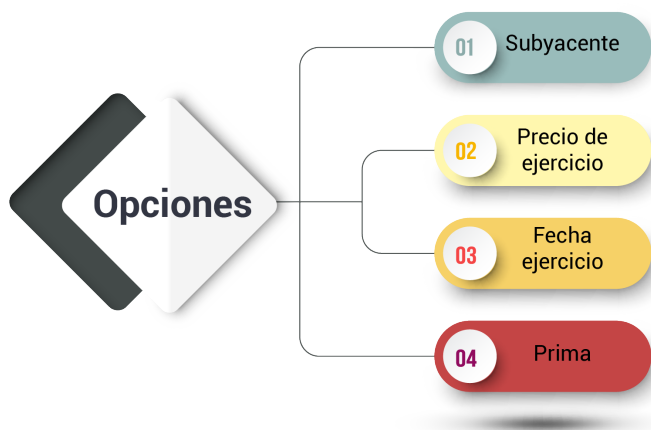 Opciones
01 Subyacente
02 Precio de
ejercicio
03 Fecha
ejercicio
04 Prima